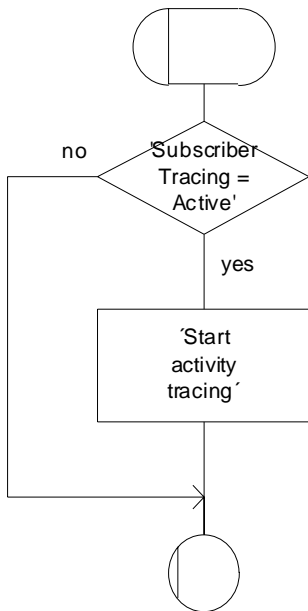 no
'Subscriber
Tracing =
Active'
yes
´Start
activity
tracing´